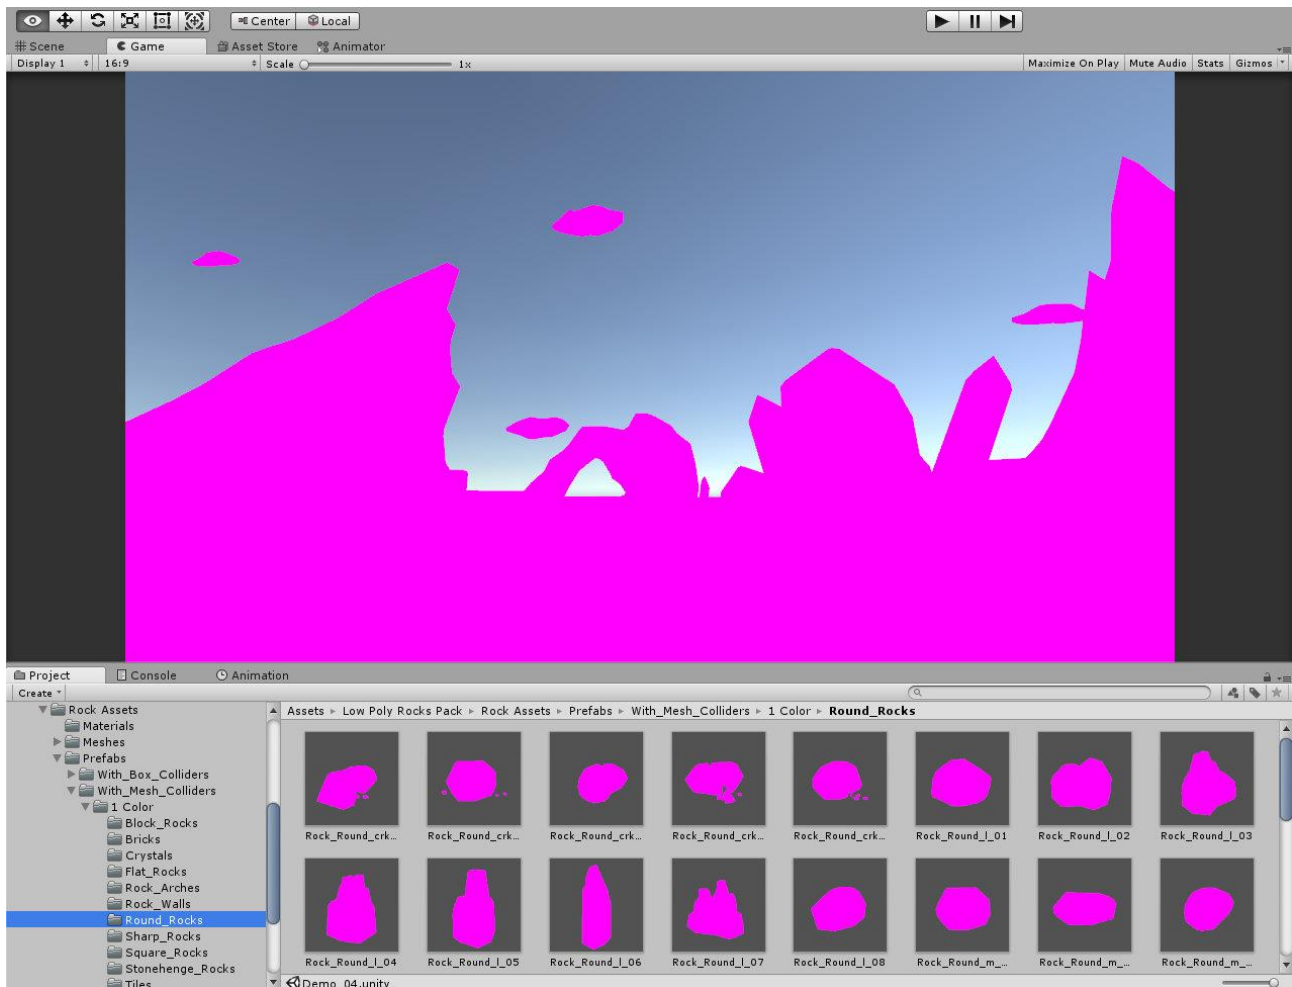 Center Local
Scene Game Asset Store Animator
Display 1 16:9 Scale 1x Maximize On Play Mute Audio Stats Gizmos
Project Console Animation
Create
Rock Assets
Materials
Meshes
Prefabs
With_Box_Colliders
With_Mesh_Colliders
1 Color
Block_Rocks
Bricks
Crystals
Flat_Rocks
Rock_Arches
Rock_Walls
Round_Rocks
Sharp_Rocks
Square_Rocks
Stonehenge_Rocks
Tiles
Assets Low Poly Rocks Pack Rock Assets Prefabs With_Mesh_Colliders 1 Color Round_Rocks
Rock_Round_crk... Rock_Round_crk... Rock_Round_crk... Rock_Round_crk... Rock_Round_crk... Rock_Round_l_01 Rock_Round_l_02 Rock_Round_l_03
Rock_Round_l_04 Rock_Round_l_05 Rock_Round_l_06 Rock_Round_l_07 Rock_Round_l_08 Rock_Round_m_... Rock_Round_m_... Rock_Round_m_...
Demo_04.unity